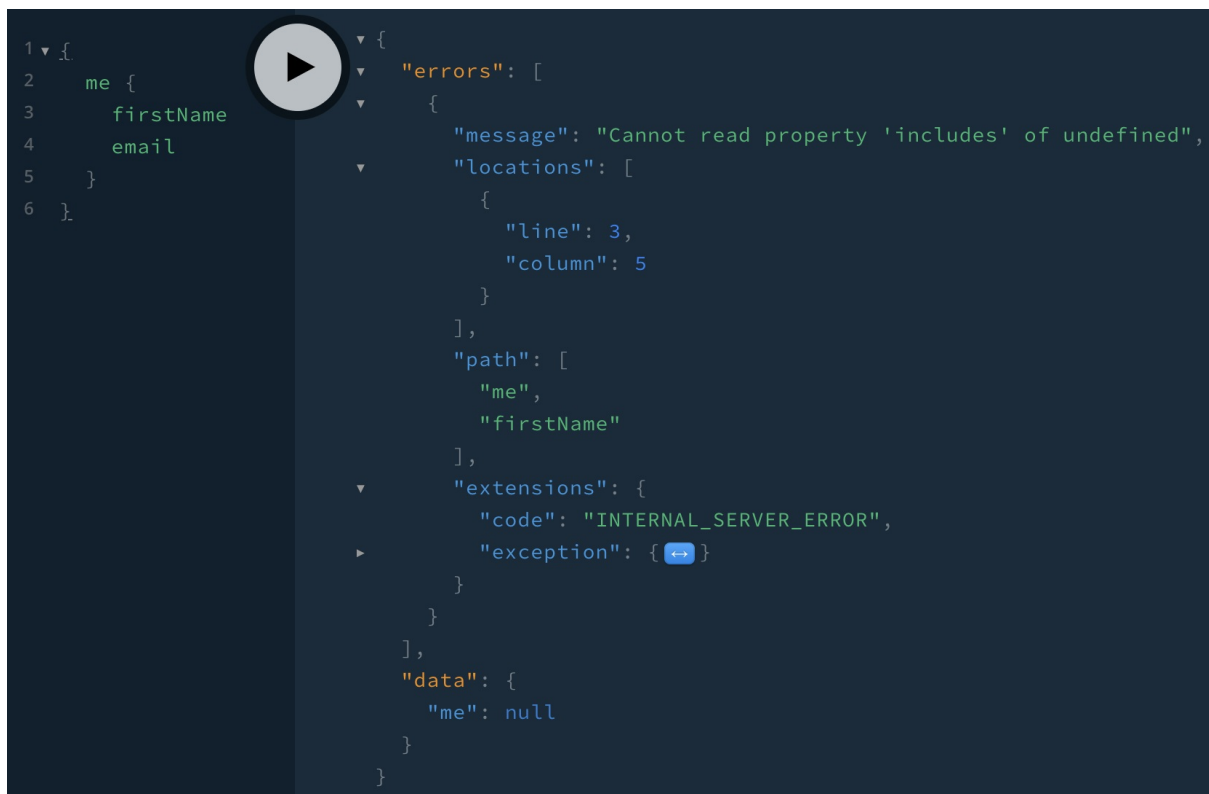 1 {
2 me {
3 firstName
4 email
5 }
6 }
{
"errors": [
{
"message": "Cannot read property 'includes' of undefined",
"locations": [
{
"line": 3,
"column": 5
}
],
"path": [
"me",
"firstName"
],
"extensions": {
"code": "INTERNAL_SERVER_ERROR",
"exception": {↔}
}
}
],
"data": {
"me": null
}
}